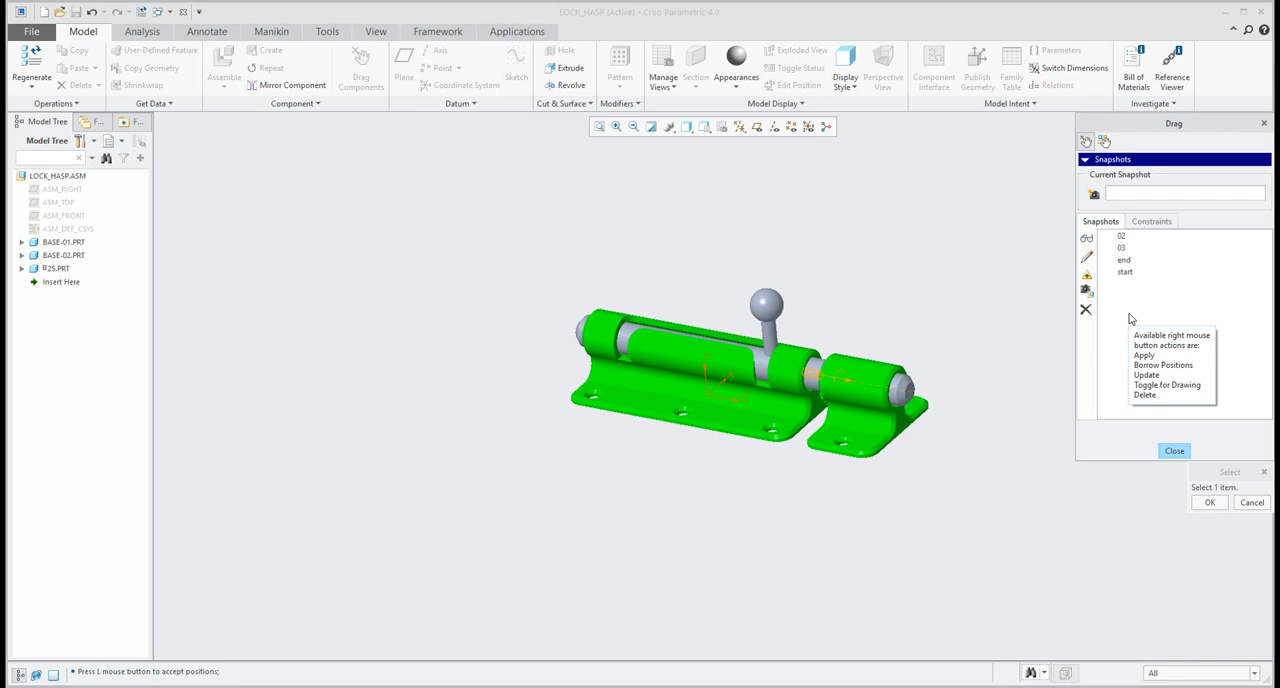 LOCK_HASP (Active) - Creo Parametric 4.0
File Model Analysis Annotate Manikin Tools View Framework Applications
Regenerate
Copy
Paste
Delete
Operations
User-Defined Feature
Copy Geometry
Shrinkwrap
Get Data
Assemble
Create
Repeat
Mirror Component
Drag
Components
Component
Plane
Axis
Point
Coordinate System
Sketch
Datum
Hole
Extrude
Revolve
Cut & Surface
Pattern
Modifiers
Manage
Views
Section
Appearances
Exploded View
Toggle Status
Edit Position
Display
Style
Perspective
View
Model Display
Component
Interface
Publish
Geometry
Family
Table
Parameters
Switch Dimensions
Relations
Model Intent
Bill of
Materials
Reference
Viewer
Investigate
Model Tree F... F...
Model Tree
LOCK_HASP.ASM
ASM_RIGHT
ASM_TOP
ASM_FRONT
ASM_DEF_CSYS
BASE-01.PRT
BASE-02.PRT
2S.PRT
Insert Here
Drag
Snapshots
Current Snapshot
Snapshots Constraints
02
03
end
start
Available right mouse
button actions are:
Apply
Borrow Positions
Update
Toggle for Drawing
Delete
Close
Select
Select 1 item.
OK Cancel
• Press L mouse button to accept positions;
All